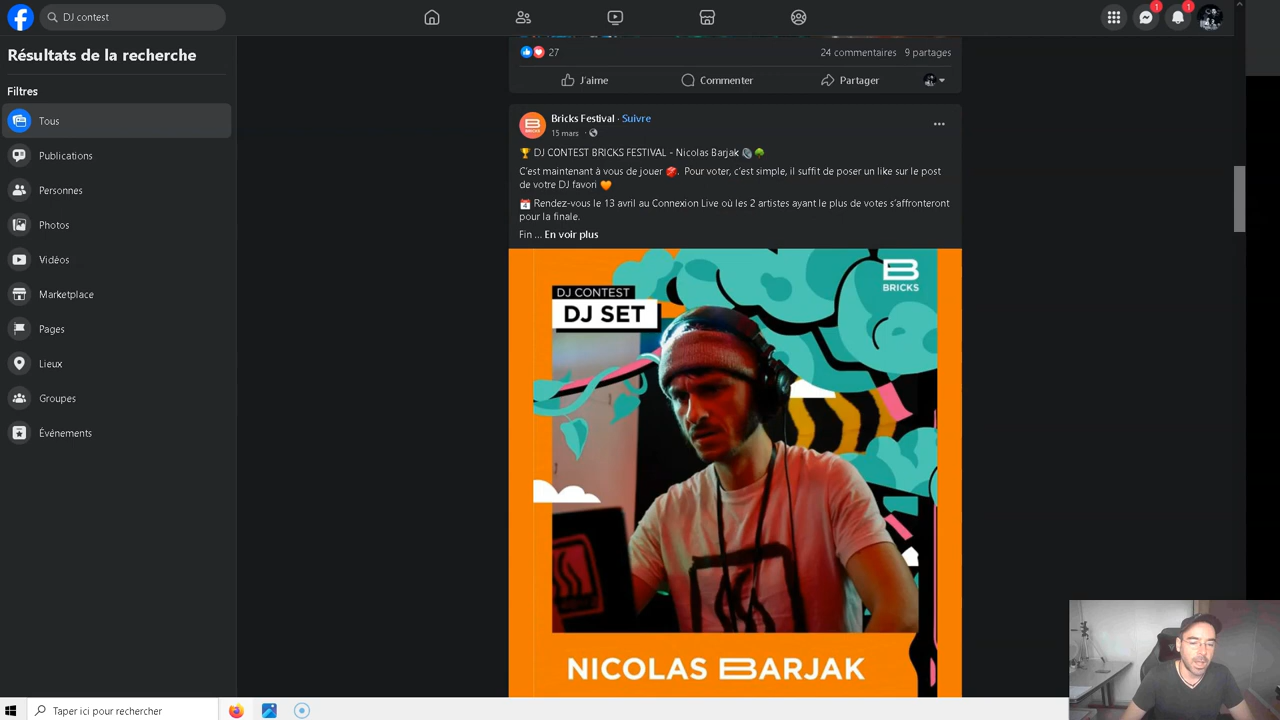 DJ contest
1
1
Résultats de la recherche
Filtres
Tous
Publications
Personnes
Photos
Vidéos
Marketplace
Pages
Lieux
Groupes
Événements
27
24 commentaires 9 partages
J'aime
Commenter
Partager
Bricks Festival · Suivre
15 mars ·
🏆 DJ CONTEST BRICKS FESTIVAL - Nicolas Barjak
C'est maintenant à vous de jouer. Pour voter, c'est simple, il suffit de poser un like sur le post
de votre DJ favori 🧡
Rendez-vous le 13 avril au Connexion Live où les 2 artistes ayant le plus de votes s'affronteront
pour la finale.
Fin ... En voir plus
BRICKS
DJ CONTEST
DJ SET
NICOLAS BARJAK
Taper ici pour rechercher